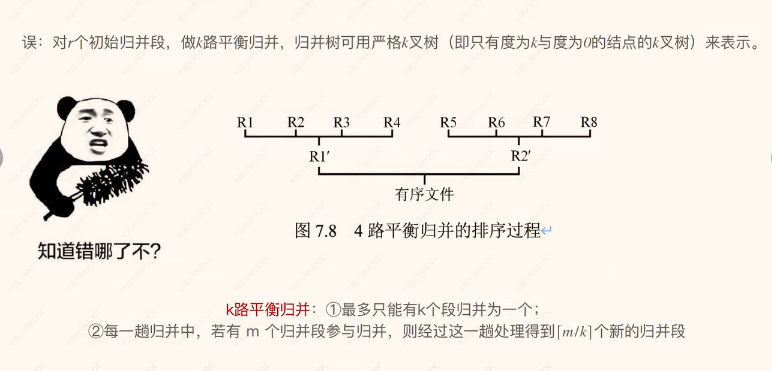 误：对r个初始归并段，做k路平衡归并，归并树可用严格k叉树（即只有度为k与度为0的结点的k叉树）来表示。
R1 R2 R3 R4 R5 R6 R7 R8
R1′ R2′
有序文件
图 7.8 4 路平衡归并的排序过程↵
知道错哪了不？
k路平衡归并：①最多只能有k个段归并为一个；
②每一趟归并中，若有 m 个归并段参与归并，则经过这一趟处理得到⌈m/k⌉个新的归并段